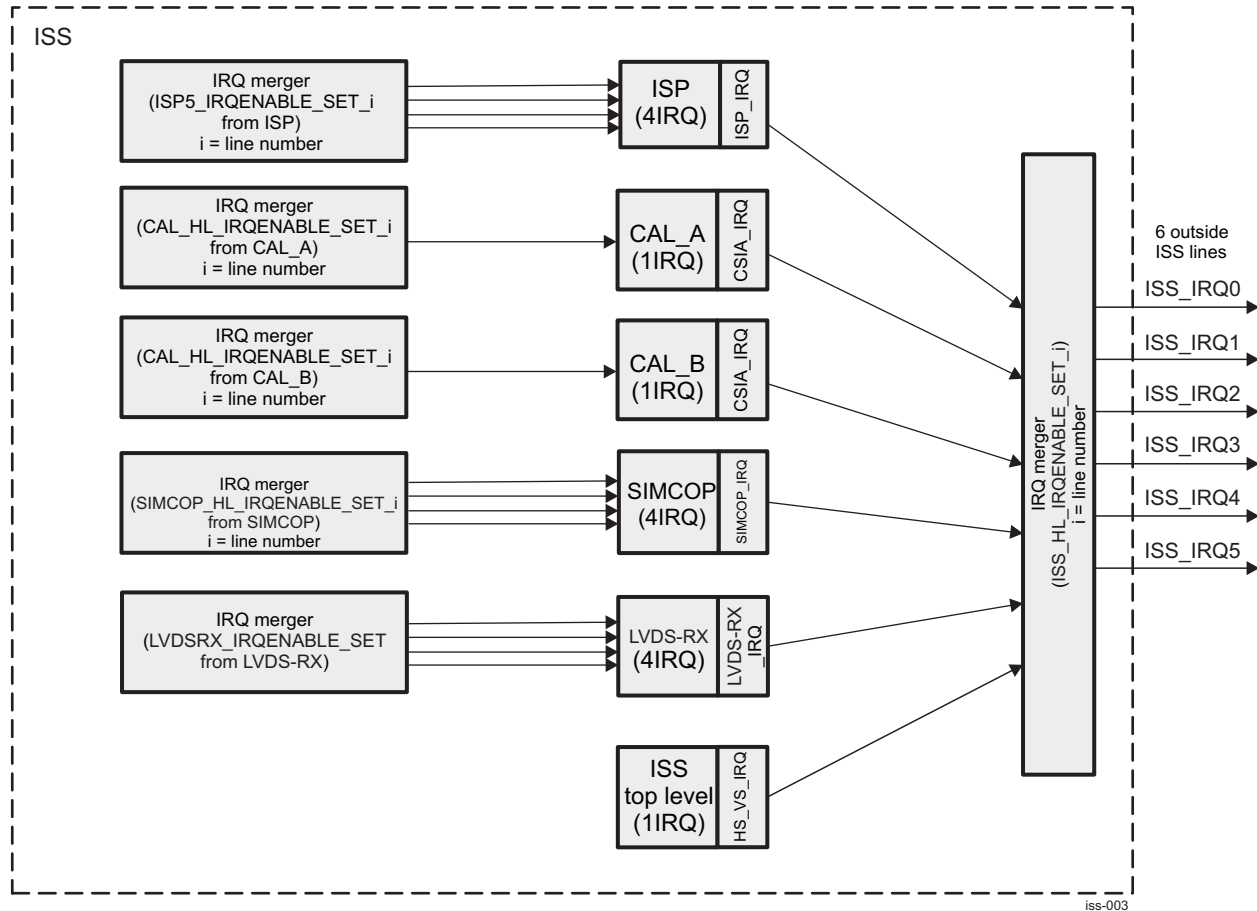 ISS
IRQ merger
(ISP5_IRQENABLE_SET_i
from ISP)
i = line number
ISP
(4IRQ)
ISP_IRQ
IRQ merger
(CAL_HL_IRQENABLE_SET_i
from CAL_A)
i = line number
CAL_A
(1IRQ)
CSIA_IRQ
IRQ merger
(CAL_HL_IRQENABLE_SET_i
from CAL_B)
i = line number
CAL_B
(1IRQ)
CSIA_IRQ
IRQ merger
(SIMCOP_HL_IRQENABLE_SET_i
from SIMCOP)
i = line number
SIMCOP
(4IRQ)
SIMCOP_IRQ
IRQ merger
(LVDSRX_IRQENABLE_SET
from LVDS-RX)
LVDS-RX
(4IRQ)
LVDS-RX
_IRQ
ISS
top level
(1IRQ)
HS_VS_IRQ
IRQ merger
(ISS_HL_IRQENABLE_SET_i)
i = line number
6 outside
ISS lines
ISS_IRQ0
ISS_IRQ1
ISS_IRQ2
ISS_IRQ3
ISS_IRQ4
ISS_IRQ5
iss-003